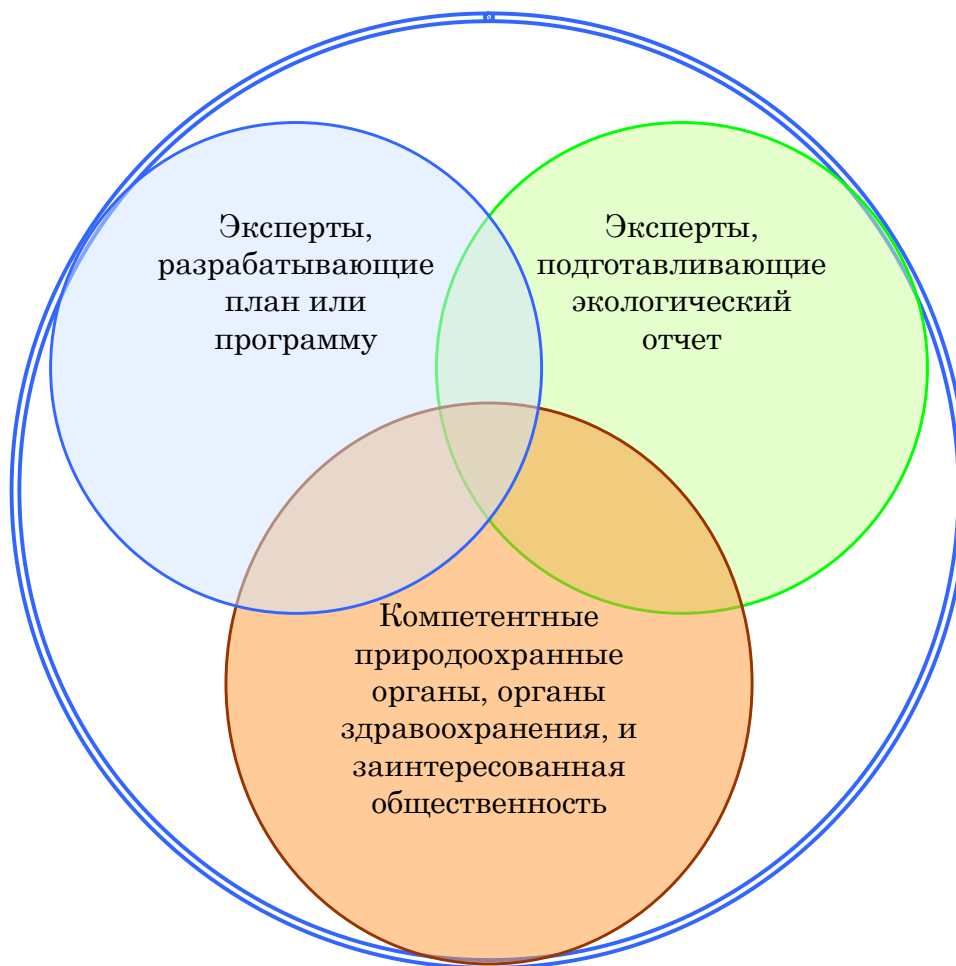 Эксперты,
разрабатывающие
план или
программу
Эксперты,
подготавливающие
экологический
отчет
Компетентные
природоохранные
органы, органы
здравоохранения, и
заинтересованная
общественность